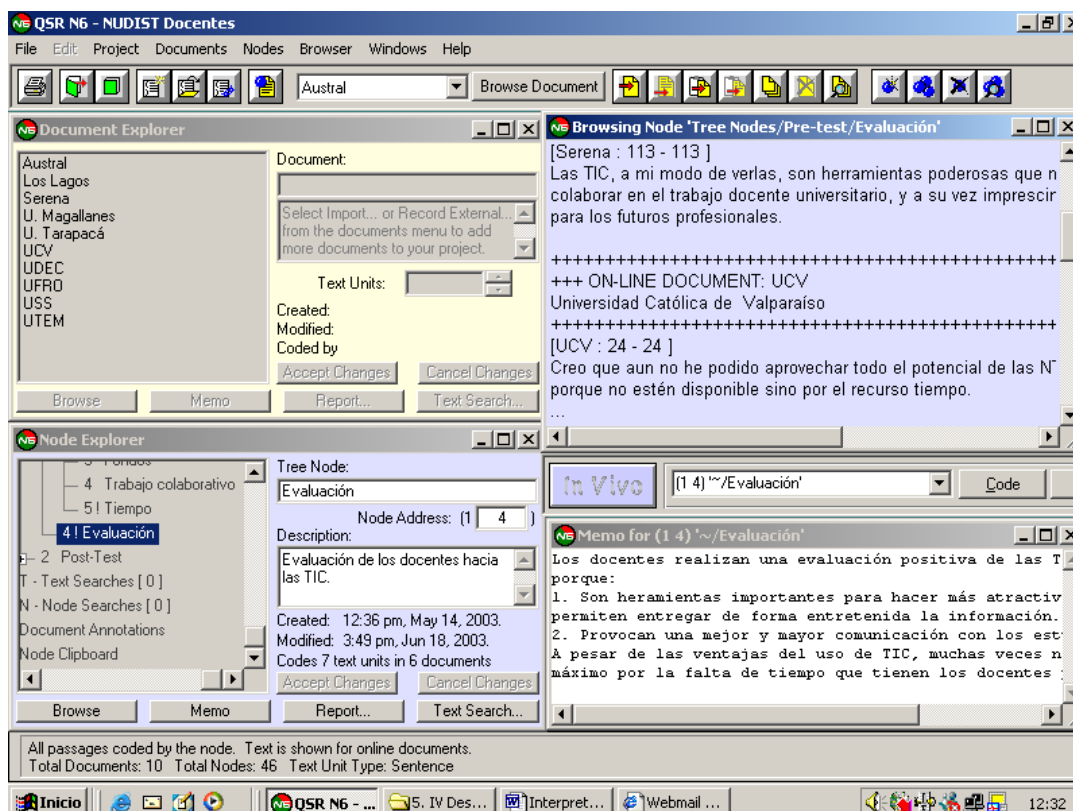 QSR N6 - NUDIST Docentes
File Edit Project Documents Nodes Browser Windows Help
Austral Browse Document
Document Explorer
Austral
Los Lagos
Serena
U. Magallanes
U. Tarapacá
UCV
UDEC
UFRO
USS
UTEM
Document:
Select Import... or Record External...
from the documents menu to add
more documents to your project.
Text Units:
Created:
Modified:
Coded by
Accept Changes Cancel Changes
Browse Memo Report... Text Search...
Browsing Node 'Tree Nodes/Pre-test/Evaluación'
[Serena : 113 - 113 ]
Las TIC, a mi modo de verlas, son herramientas poderosas que n
colaborar en el trabajo docente universitario, y a su vez imprescir
para los futuros profesionales.
++++++++++++++++++++++++++++++++++++++++++++++++
+++ ON-LINE DOCUMENT: UCV
Universidad Católica de Valparaíso
++++++++++++++++++++++++++++++++++++++++++++++++
[UCV : 24 - 24 ]
Creo que aun no he podido aprovechar todo el potencial de las N
porque no estén disponible sino por el recurso tiempo.
...
Node Explorer
4 Trabajo colaborativo
5 ! Tiempo
4 ! Evaluación
2 Post-Test
T - Text Searches [ 0 ]
N - Node Searches [ 0 ]
Document Annotations
Node Clipboard
Tree Node:
Evaluación
Node Address: (1 4 )
Description:
Evaluación de los docentes hacia
las TIC.
Created: 12:36 pm, May 14, 2003.
Modified: 3:49 pm, Jun 18, 2003.
Codes 7 text units in 6 documents
Accept Changes Cancel Changes
Browse Memo Report... Text Search...
In Vivo (1 4) '~/Evaluación' Code
Memo for (1 4) '~/Evaluación'
Los docentes realizan una evaluación positiva de las T
porque:
1. Son heramientas importantes para hacer más atractiv
permiten entregar de forma entretenida la información.
2. Provocan una mejor y mayor comunicación con los est
A pesar de las ventajas del uso de TIC, muchas veces n
máximo por la falta de tiempo que tienen los docentes
All passages coded by the node. Text is shown for online documents.
Total Documents: 10 Total Nodes: 46 Text Unit Type: Sentence
Inicio QSR N6 - ... 5. IV Des... Interpret... Webmail ... 12:32